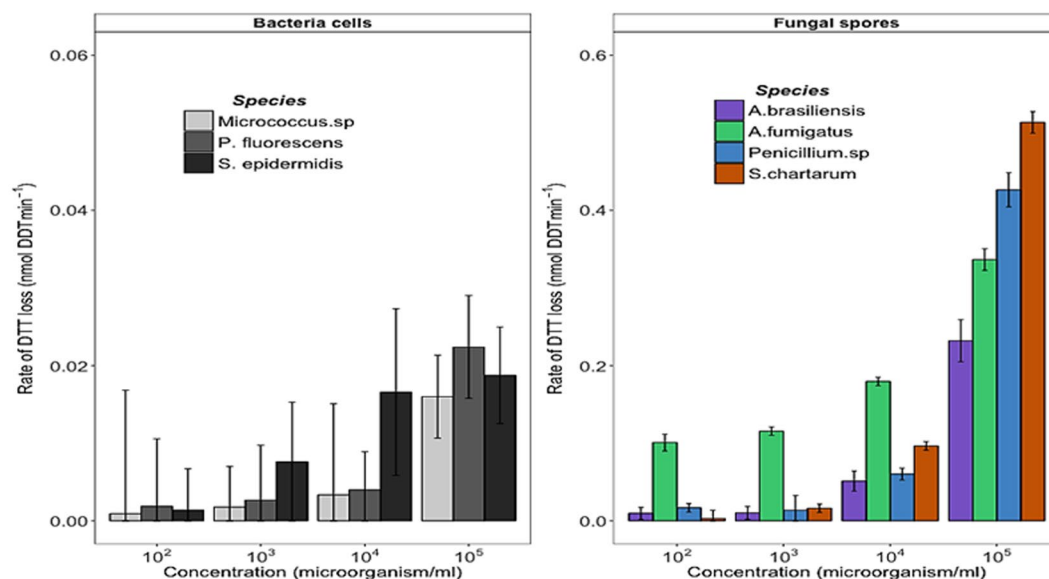 Bacteria cells
Rate of DTT loss (nmol DDTmin⁻¹)
0.06
0.04
0.02
0.00
Species
Micrococcus.sp
P. fluorescens
S. epidermidis
10² 10³ 10⁴ 10⁵
Concentration (microorganism/ml)
Fungal spores
Rate of DTT loss (nmol DDTmin⁻¹)
0.6
0.4
0.2
0.0
Species
A.brasiliensis
A.fumigatus
Penicillium.sp
S.chartarum
10² 10³ 10⁴ 10⁵
Concentration (microorganism/ml)